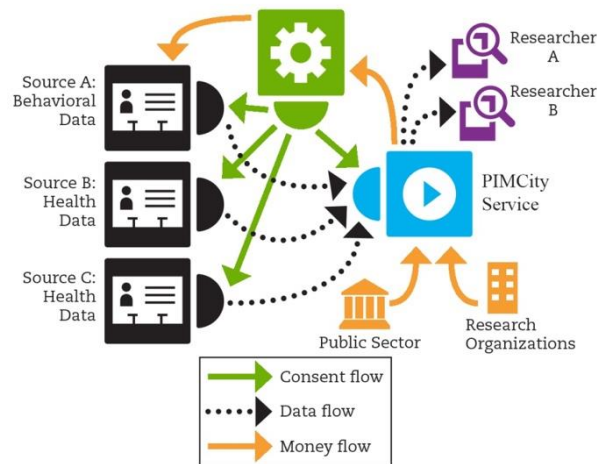 Source A:
Behavioral
Data
Source B:
Health
Data
Source C:
Health
Data
Researcher
A
Researcher
B
PIMCity
Service
Public Sector
Research
Organizations
Consent flow
Data flow
Money flow